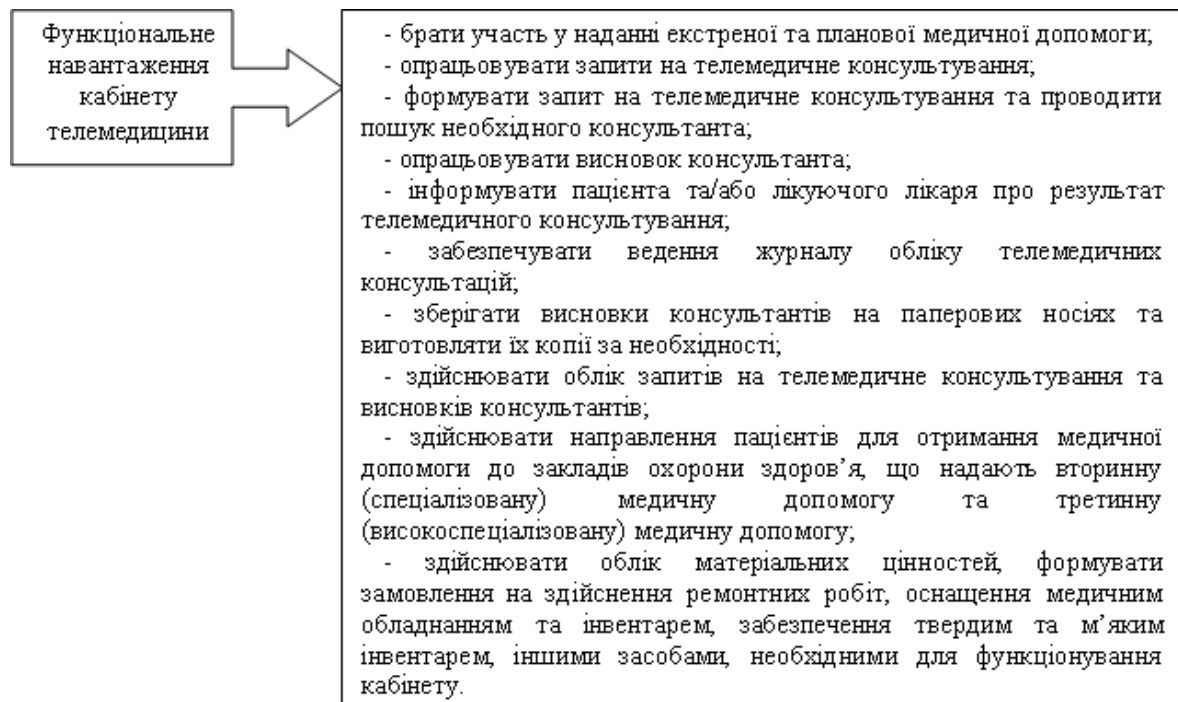 Функціональне
навантаження
кабінету
телемедицини
- брати участь у наданні екстреної та планової медичної допомоги;
- опрацьовувати запити на телемедичне консультування;
- формувати запит на телемедичне консультування та проводити
пошук необхідного консультанта;
- опрацьовувати висновок консультанта;
- інформувати пацієнта та/або лікуючого лікаря про результат
телемедичного консультування;
- забезпечувати ведення журналу обліку телемедичних
консультацій;
- зберігати висновки консультантів на паперових носіях та
виготовляти їх копії за необхідності;
- здійснювати облік запитів на телемедичне консультування та
висновків консультантів;
- здійснювати направлення пацієнтів для отримання медичної
допомоги до закладів охорони здоров’я, що надають вторинну
(спеціалізовану) медичну допомогу та третинну
(високоспеціалізовану) медичну допомогу;
- здійснювати облік матеріальних цінностей, формувати
замовлення на здійснення ремонтних робіт, оснащення медичним
обладнанням та інвентарем, забезпечення твердим та м’яким
інвентарем, іншими засобами, необхідними для функціонування
кабінету.